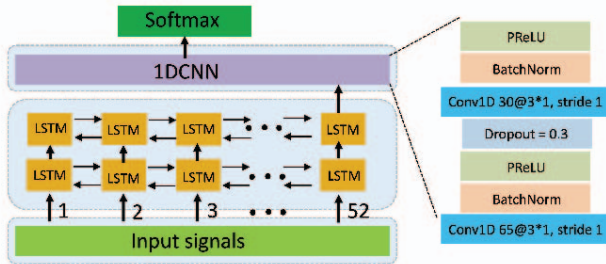 Softmax
1DCNN
LSTM LSTM LSTM LSTM
LSTM LSTM LSTM LSTM
1 2 3 52
Input signals
PReLU
BatchNorm
Conv1D 30@3*1, stride 1
Dropout = 0.3
PReLU
BatchNorm
Conv1D 65@3*1, stride 1